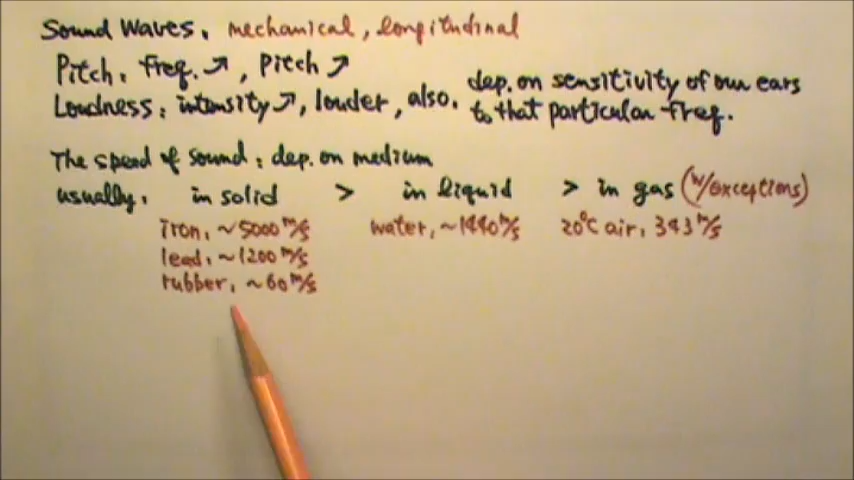 Sound Waves: mechanical, longitudinal
Pitch: freq. ↗, pitch ↗
Loudness: intensity ↗, louder, also: dep. on sensitivity of our ears
to that particular freq.
The speed of sound: dep. on medium
usually: in solid > in liquid > in gas (w/exceptions)
iron: ~5000 m/s water: ~1440 m/s 20°C air: 343 m/s
lead: ~1200 m/s
rubber: ~60 m/s